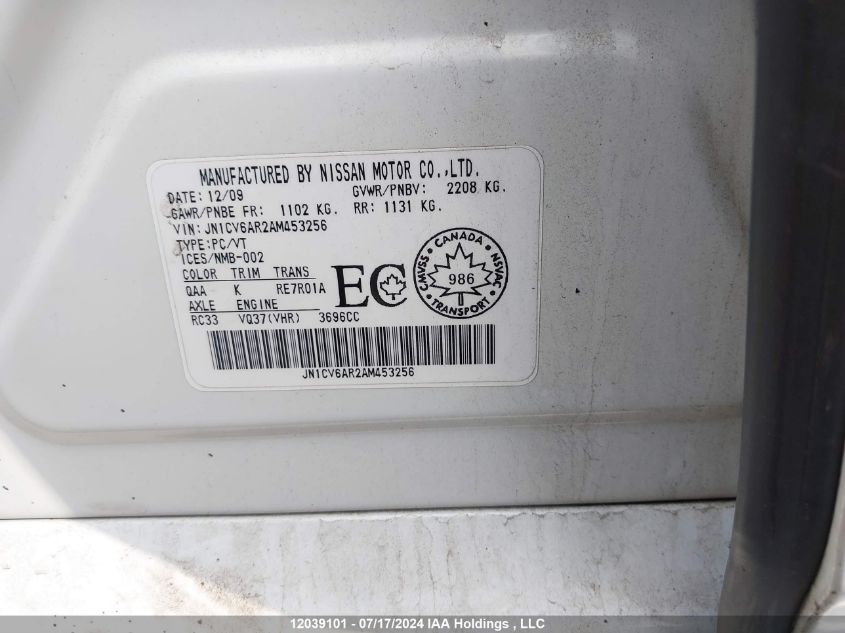 MANUFACTURED BY NISSAN MOTOR CO.,LTD.
DATE: 12/09 GVWR/PNBV: 2208 KG.
GAWR/PNBE FR: 1102 KG. RR: 1131 KG.
VIN: JN1CV6AR2AM453256
TYPE:PC/VT
ICES/NMB-002
COLOR TRIM TRANS
QAA K RE7R01A
AXLE ENGINE
RC33 VQ37(VHR) 3696CC
EC
CANADA
CMVSS 986 NSVAC
TRANSPORT
JN1CV6AR2AM453256
12039101 - 07/17/2024 IAA Holdings , LLC